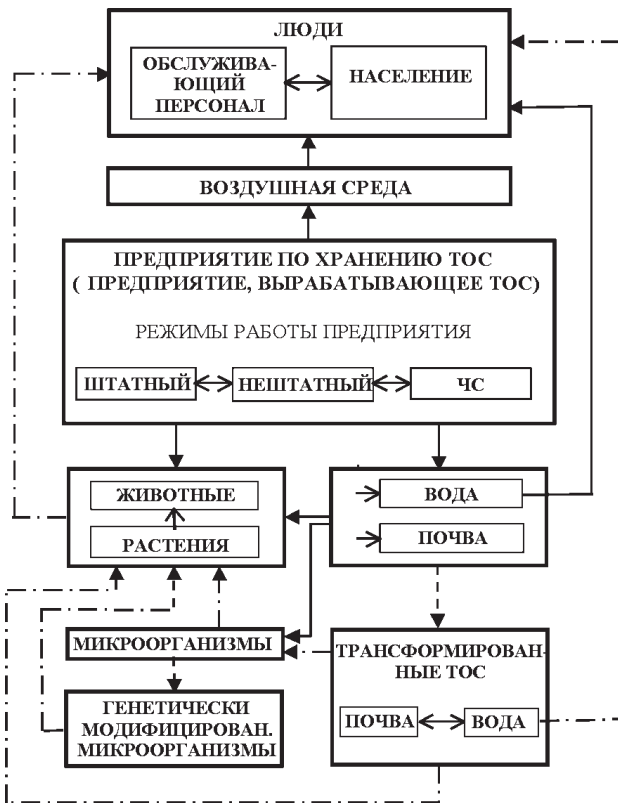 ЛЮДИ
ОБСЛУЖИВА-
ЮЩИЙ
ПЕРСОНАЛ
НАСЕЛЕНИЕ
ВОЗДУШНАЯ СРЕДА
ПРЕДПРИЯТИЕ ПО ХРАНЕНИЮ ТОС
( ПРЕДПРИЯТИЕ, ВЫРАБАТЫВАЮЩЕЕ ТОС)
РЕЖИМЫ РАБОТЫ ПРЕДПРИЯТИЯ
ШТАТНЫЙ
НЕШТАТНЫЙ
ЧС
ЖИВОТНЫЕ
РАСТЕНИЯ
ВОДА
ПОЧВА
МИКРООРГАНИЗМЫ
ГЕНЕТИЧЕСКИ
МОДИФИЦИРОВАН.
МИКРООРГАНИЗМЫ
ТРАНСФОРМИРОВАН-
НЫЕ ТОС
ПОЧВА
ВОДА